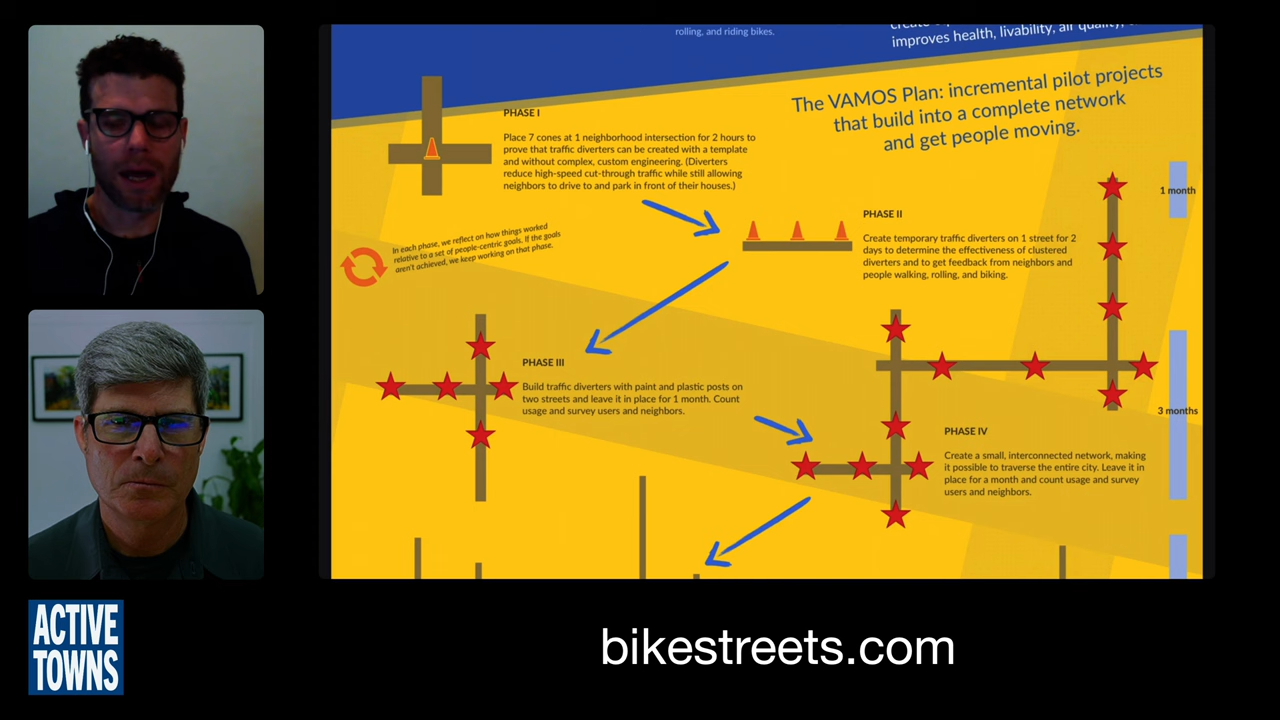 rolling, and riding bikes.
improves health, livability, air quality,
The VAMOS Plan: incremental pilot projects
that build into a complete network
and get people moving.
PHASE I
Place 7 cones at 1 neighborhood intersection for 2 hours to
prove that traffic diverters can be created with a template
and without complex, custom engineering. (Diverters
reduce high-speed cut-through traffic while still allowing
neighbors to drive to and park in front of their houses.)
1 month
PHASE II
Create temporary traffic diverters on 1 street for 2
days to determine the effectiveness of clustered
diverters and to get feedback from neighbors and
people walking, rolling, and biking.
In each phase, we reflect on how things worked
relative to a set of people-centric goals. If the goals
aren't achieved, we keep working on that phase.
PHASE III
Build traffic diverters with paint and plastic posts on
two streets and leave it in place for 1 month. Count
usage and survey users and neighbors.
3 months
PHASE IV
Create a small, interconnected network, making
it possible to traverse the entire city. Leave it in
place for a month and count usage and survey
users and neighbors.
ACTIVE
TOWNS
bikestreets.com